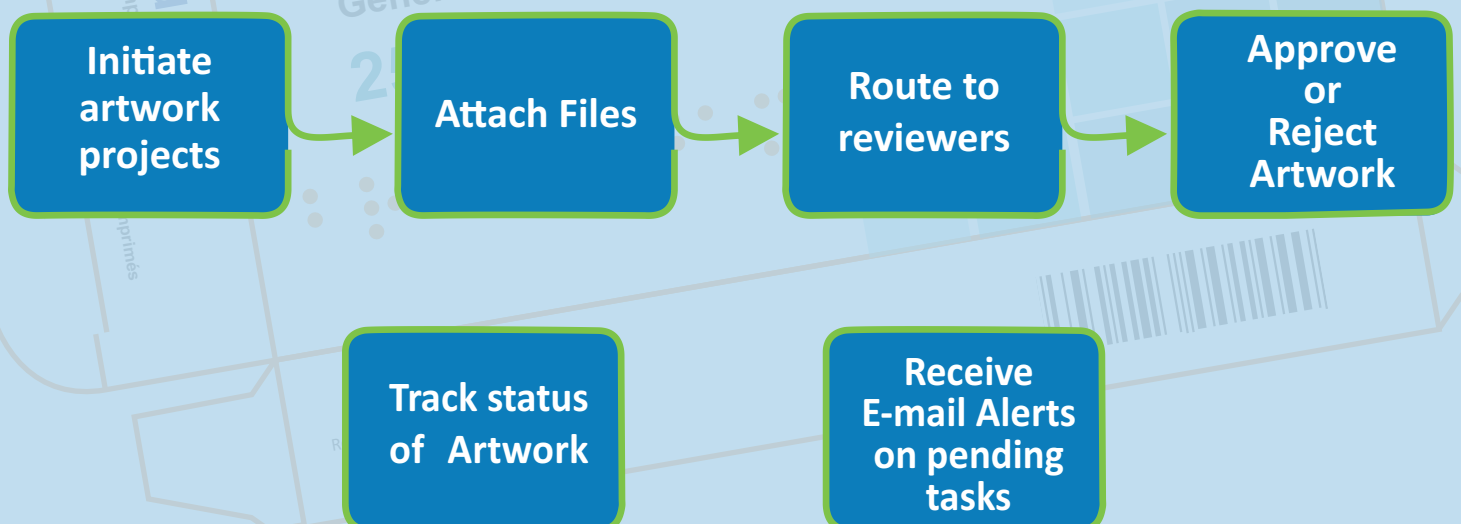 Initiate
artwork
projects
Attach Files
Route to
reviewers
Approve
or
Reject
Artwork
Track status
of Artwork
Receive
E-mail Alerts
on pending
tasks